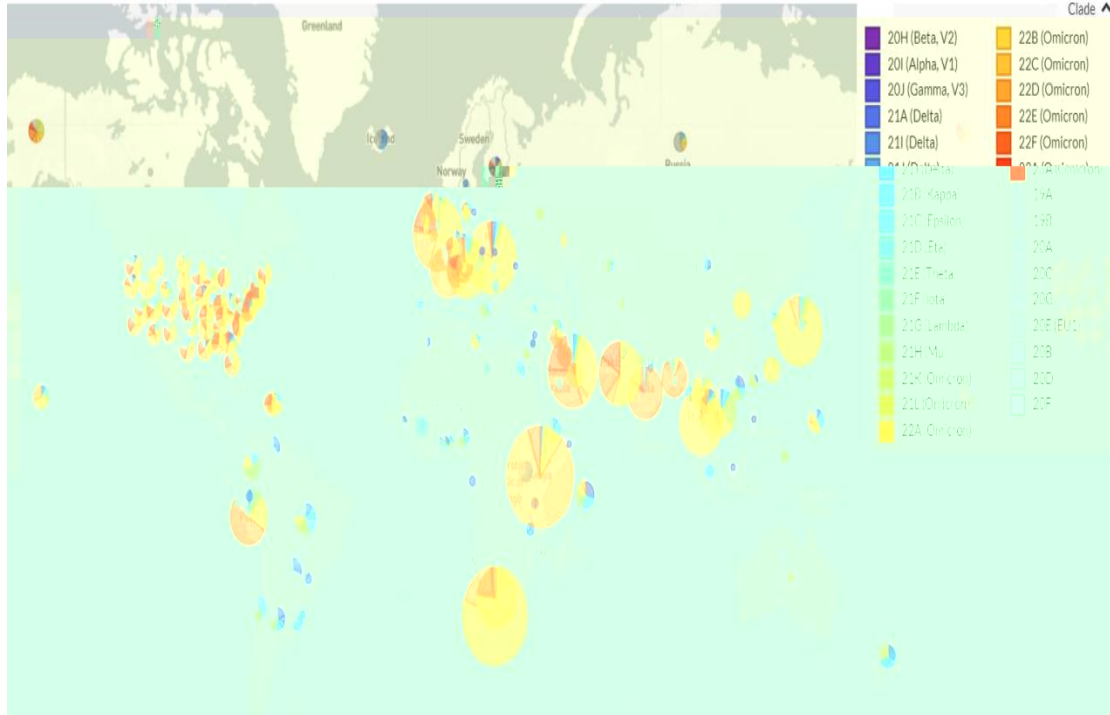 Clade
Greenland
20H (Beta, V2)
20I (Alpha, V1)
20J (Gamma, V3)
21A (Delta)
21I (Delta)
21J (Delta)
21B (Kappa)
21C (Epsilon)
21D (Eta)
21E (Theta)
21F (Iota)
21G (Lambda)
21H (Mu)
21K (Omicron)
21L (Omicron)
22A (Omicron)
22B (Omicron)
22C (Omicron)
22D (Omicron)
22E (Omicron)
22F (Omicron)
19A
19B
20A
20C
20G
20E (EU1)
20B
20D
20F
Iceland
Sweden
Norway
Russia